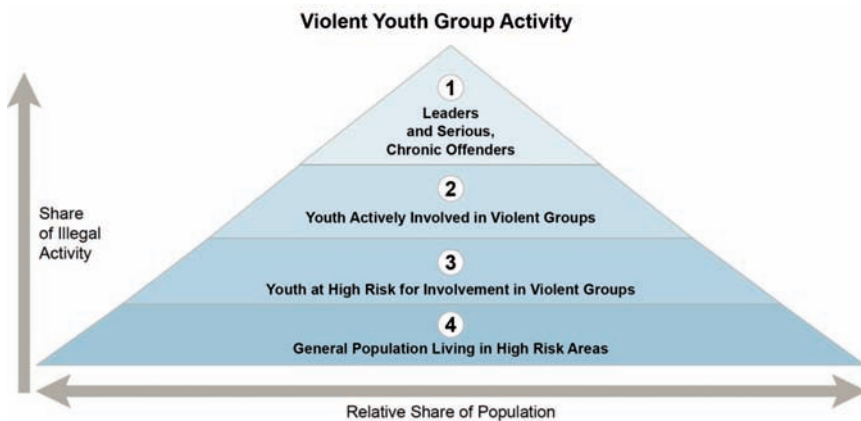 Violent Youth Group Activity
1
Leaders
and Serious,
Chronic Offenders
2
Youth Actively Involved in Violent Groups
Share
of Illegal
Activity
3
Youth at High Risk for Involvement in Violent Groups
4
General Population Living in High Risk Areas
Relative Share of Population